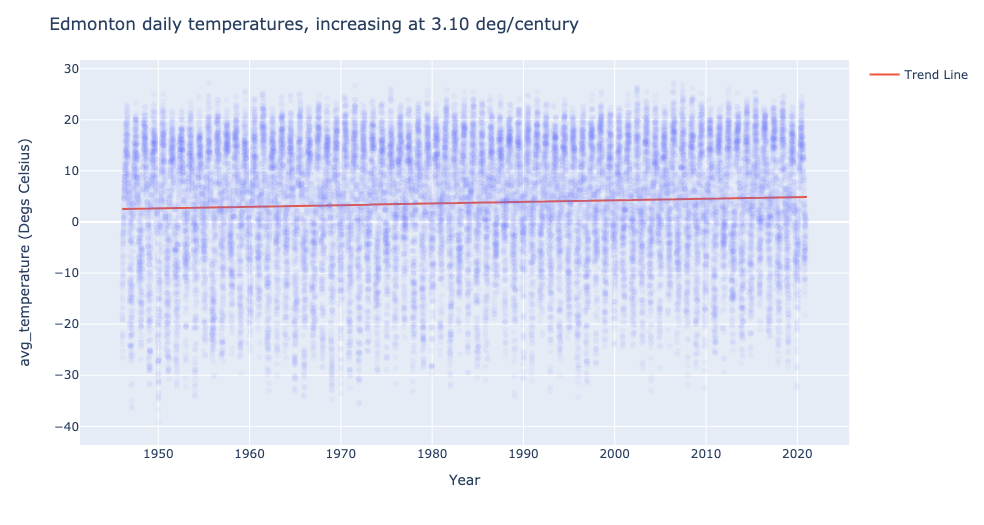 Edmonton daily temperatures, increasing at 3.10 deg/century
Trend Line
avg_temperature (Degs Celsius)
30
20
10
0
−10
−20
−30
−40
1950 1960 1970 1980 1990 2000 2010 2020
Year